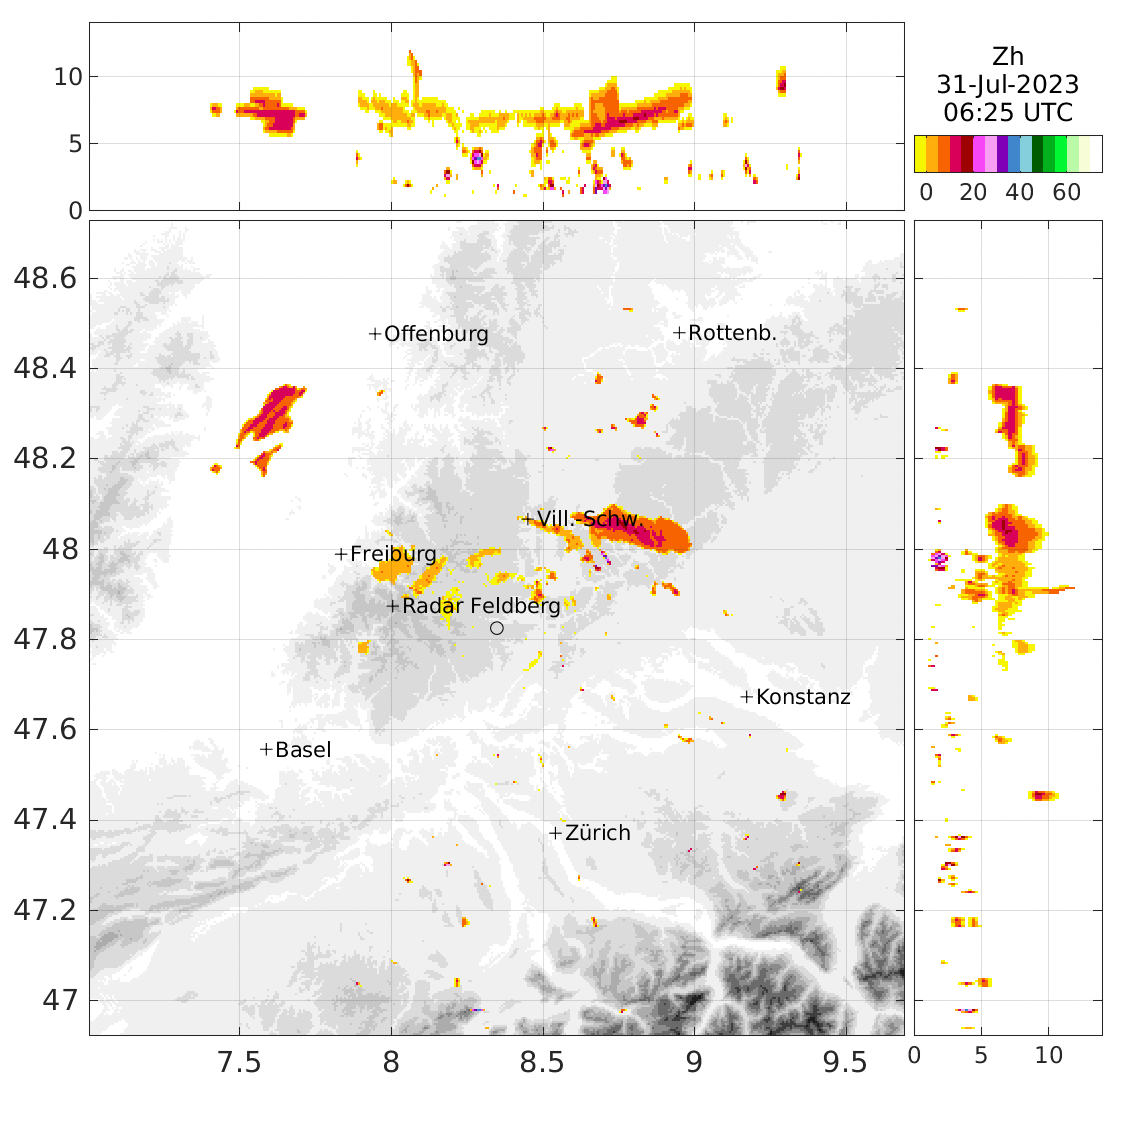 Zh
31-Jul-2023
06:25 UTC
0 20 40 60
10
5
0
48.6
48.4
48.2
48
47.8
47.6
47.4
47.2
47
Offenburg
Rottenb.
Vill.-Schw.
Freiburg
Radar Feldberg
Konstanz
Basel
Zürich
7.5 8 8.5 9 9.5
0 5 10